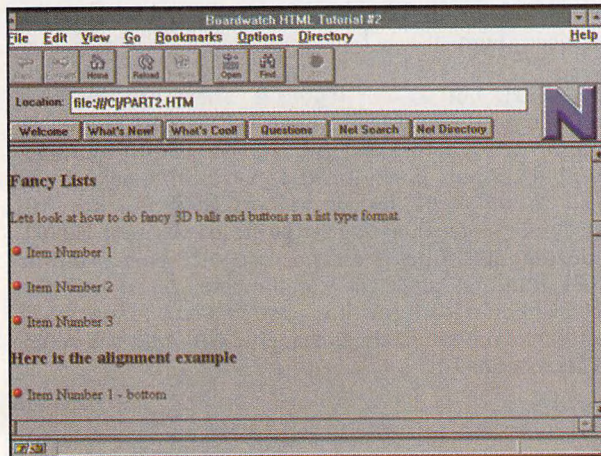 Boardwatch HTML Tutorial #2
File Edit View Go Bookmarks Options Directory Help
Home Reload Open Find
Location: file:///C|/PART2.HTM
Welcome What's New! What's Cool! Questions Net Search Net Directory
N
Fancy Lists
Lets look at how to do fancy 3D balls and buttons in a list type format.
Item Number 1
Item Number 2
Item Number 3
Here is the alignment example
Item Number 1 - bottom